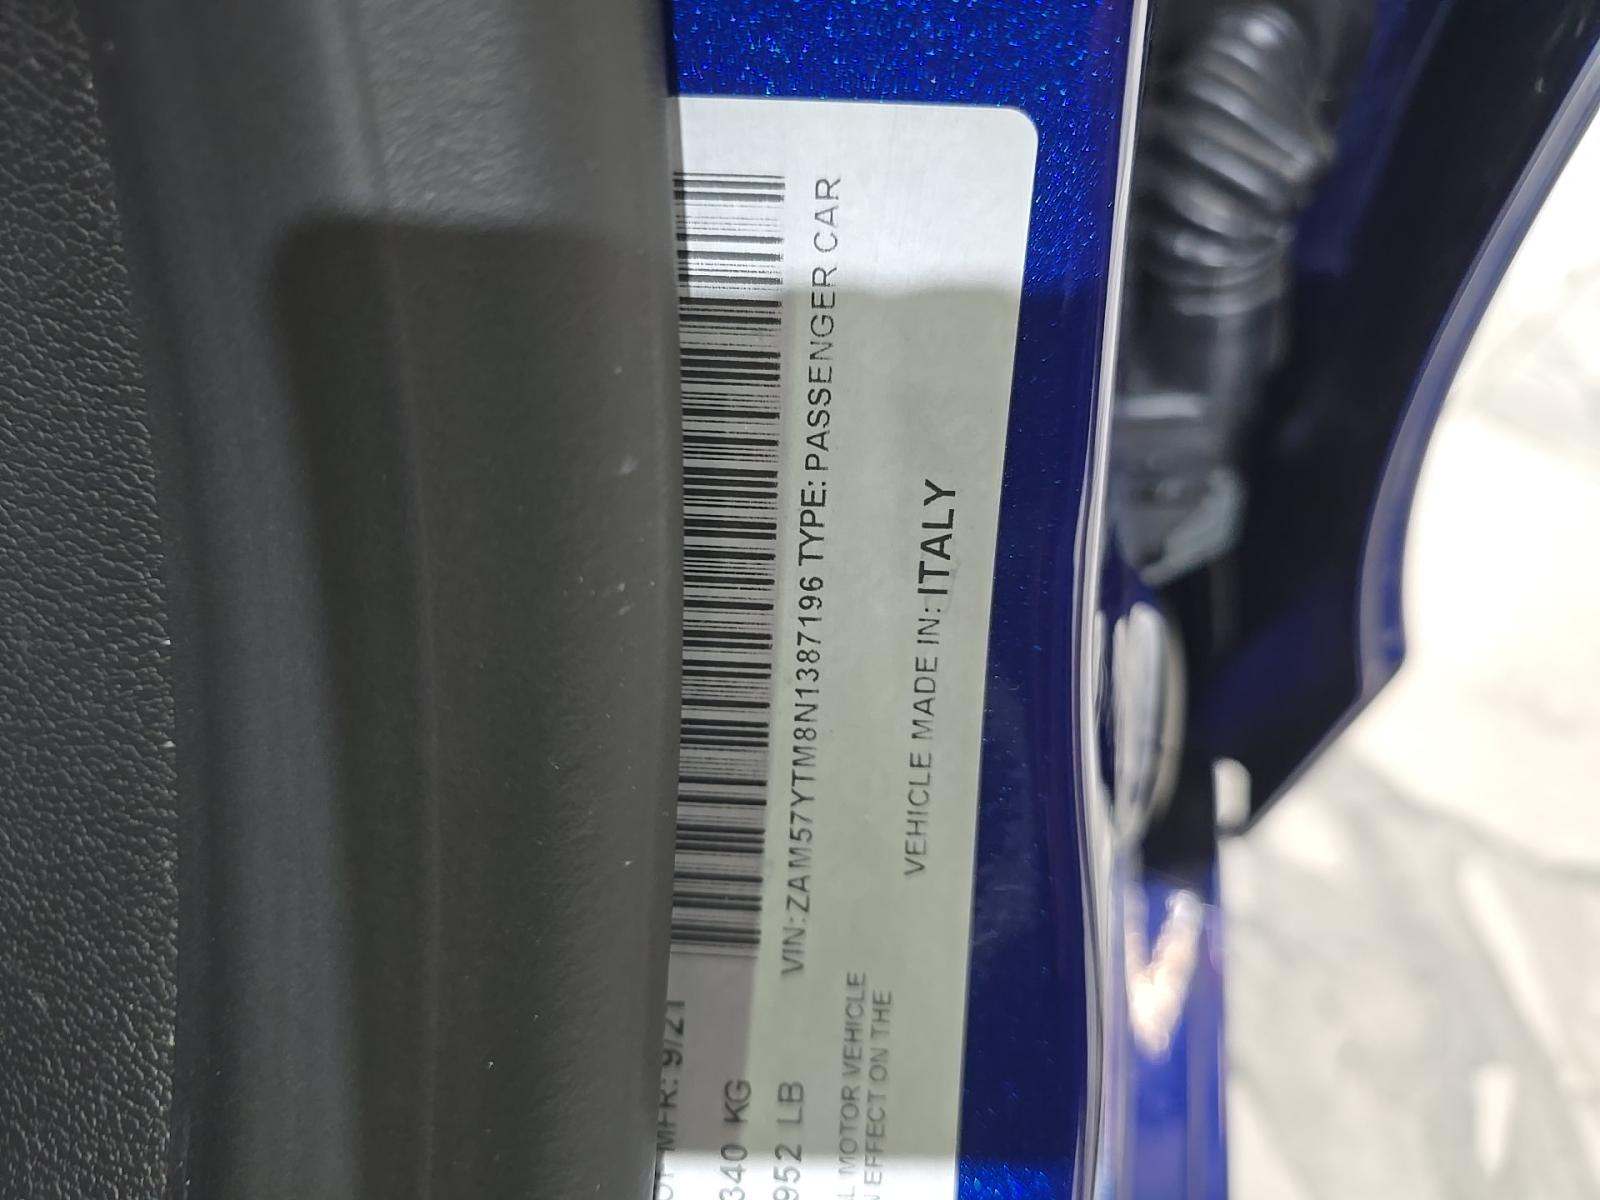 MFR: 9/21
340 KG
952 LB
VIN: ZAM57YTM8N1387196 TYPE: PASSENGER CAR
MOTOR VEHICLE
EFFECT ON THE
VEHICLE MADE IN: ITALY